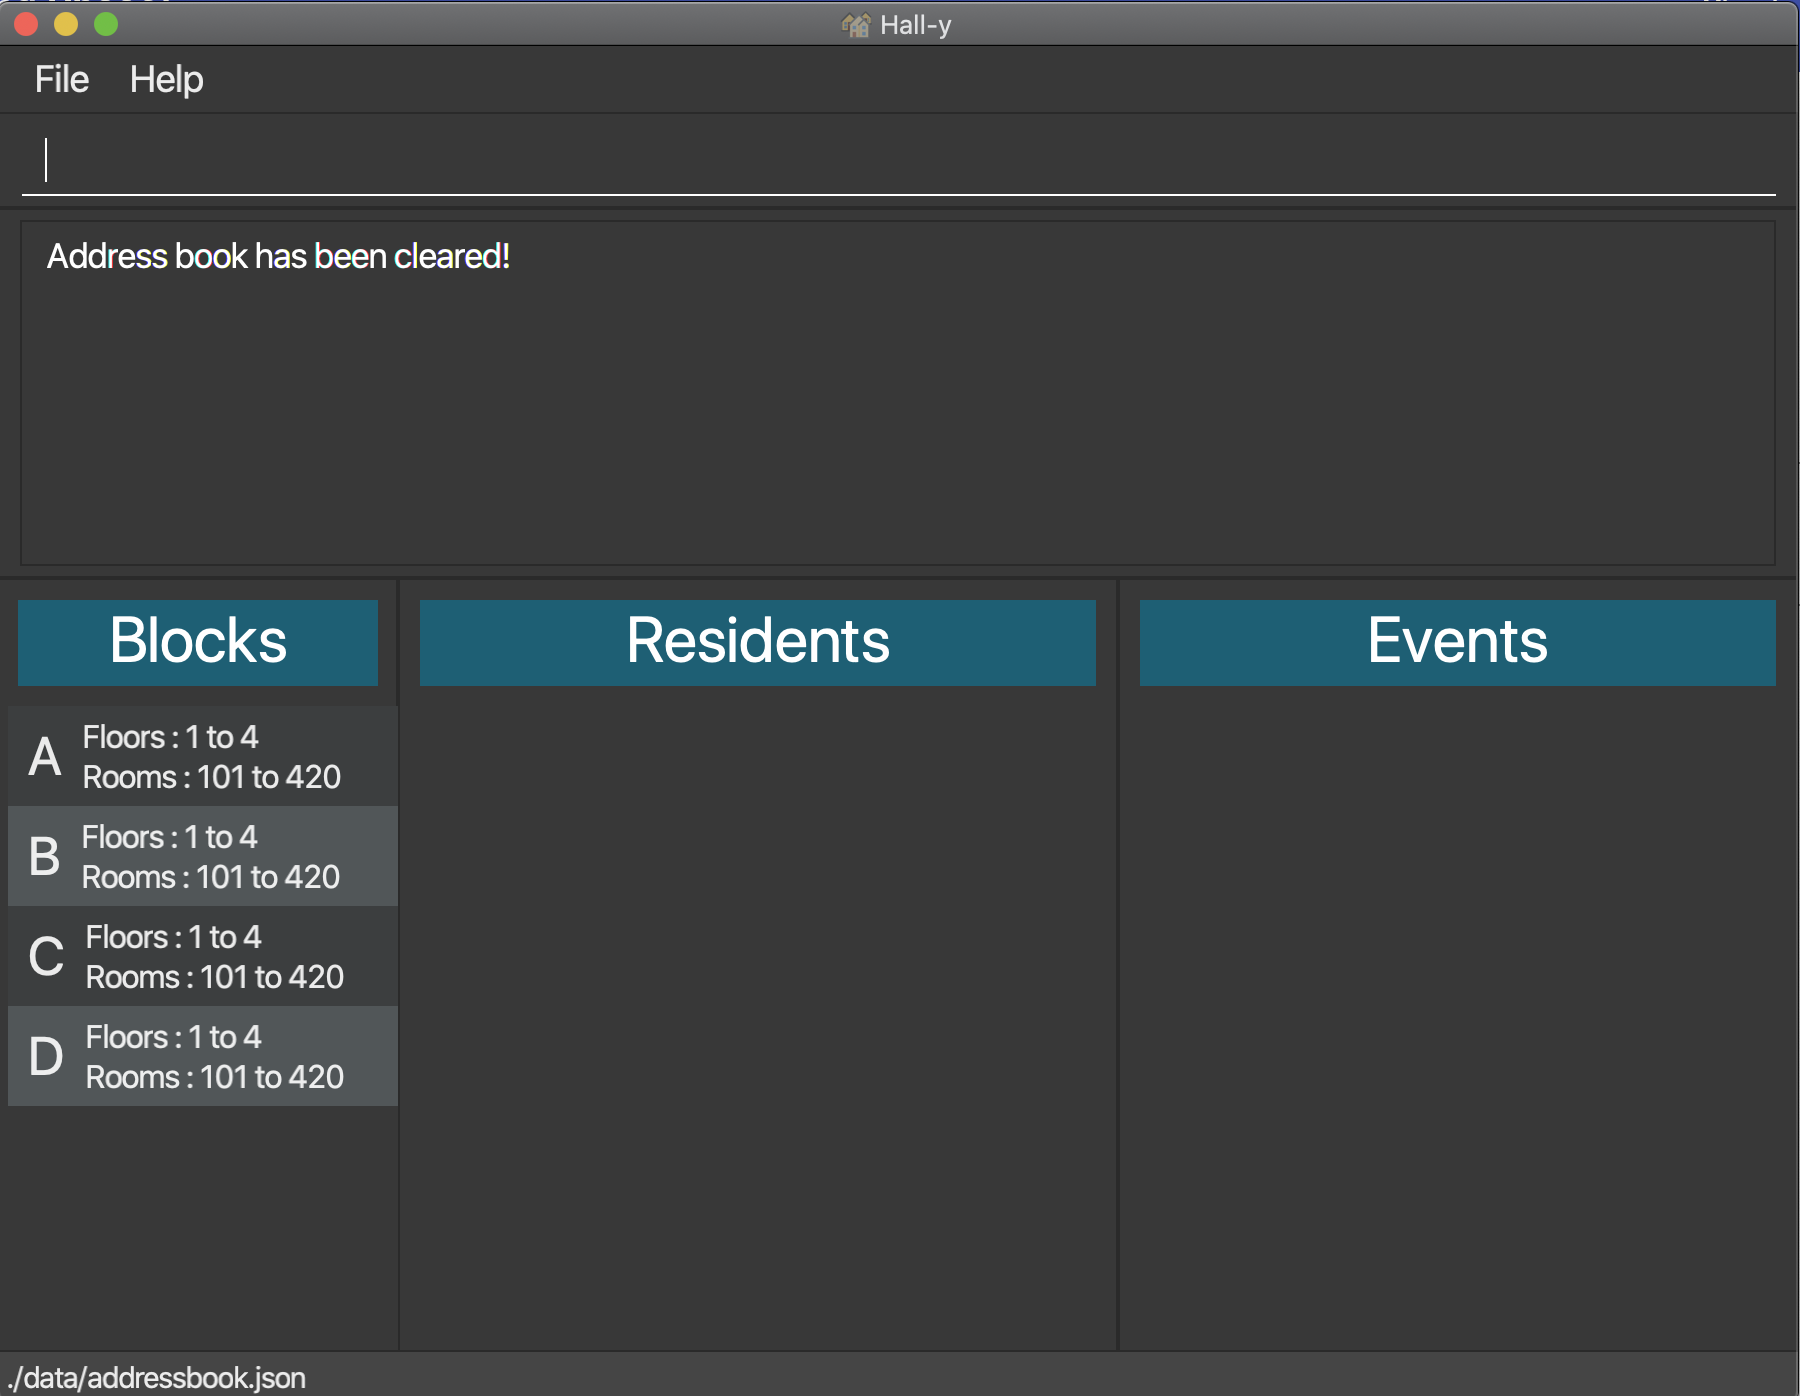 Hall-y
File Help
Address book has been cleared!
Blocks
A
Floors : 1 to 4
Rooms : 101 to 420
B
Floors : 1 to 4
Rooms : 101 to 420
C
Floors : 1 to 4
Rooms : 101 to 420
D
Floors : 1 to 4
Rooms : 101 to 420
Residents
Events
./data/addressbook.json